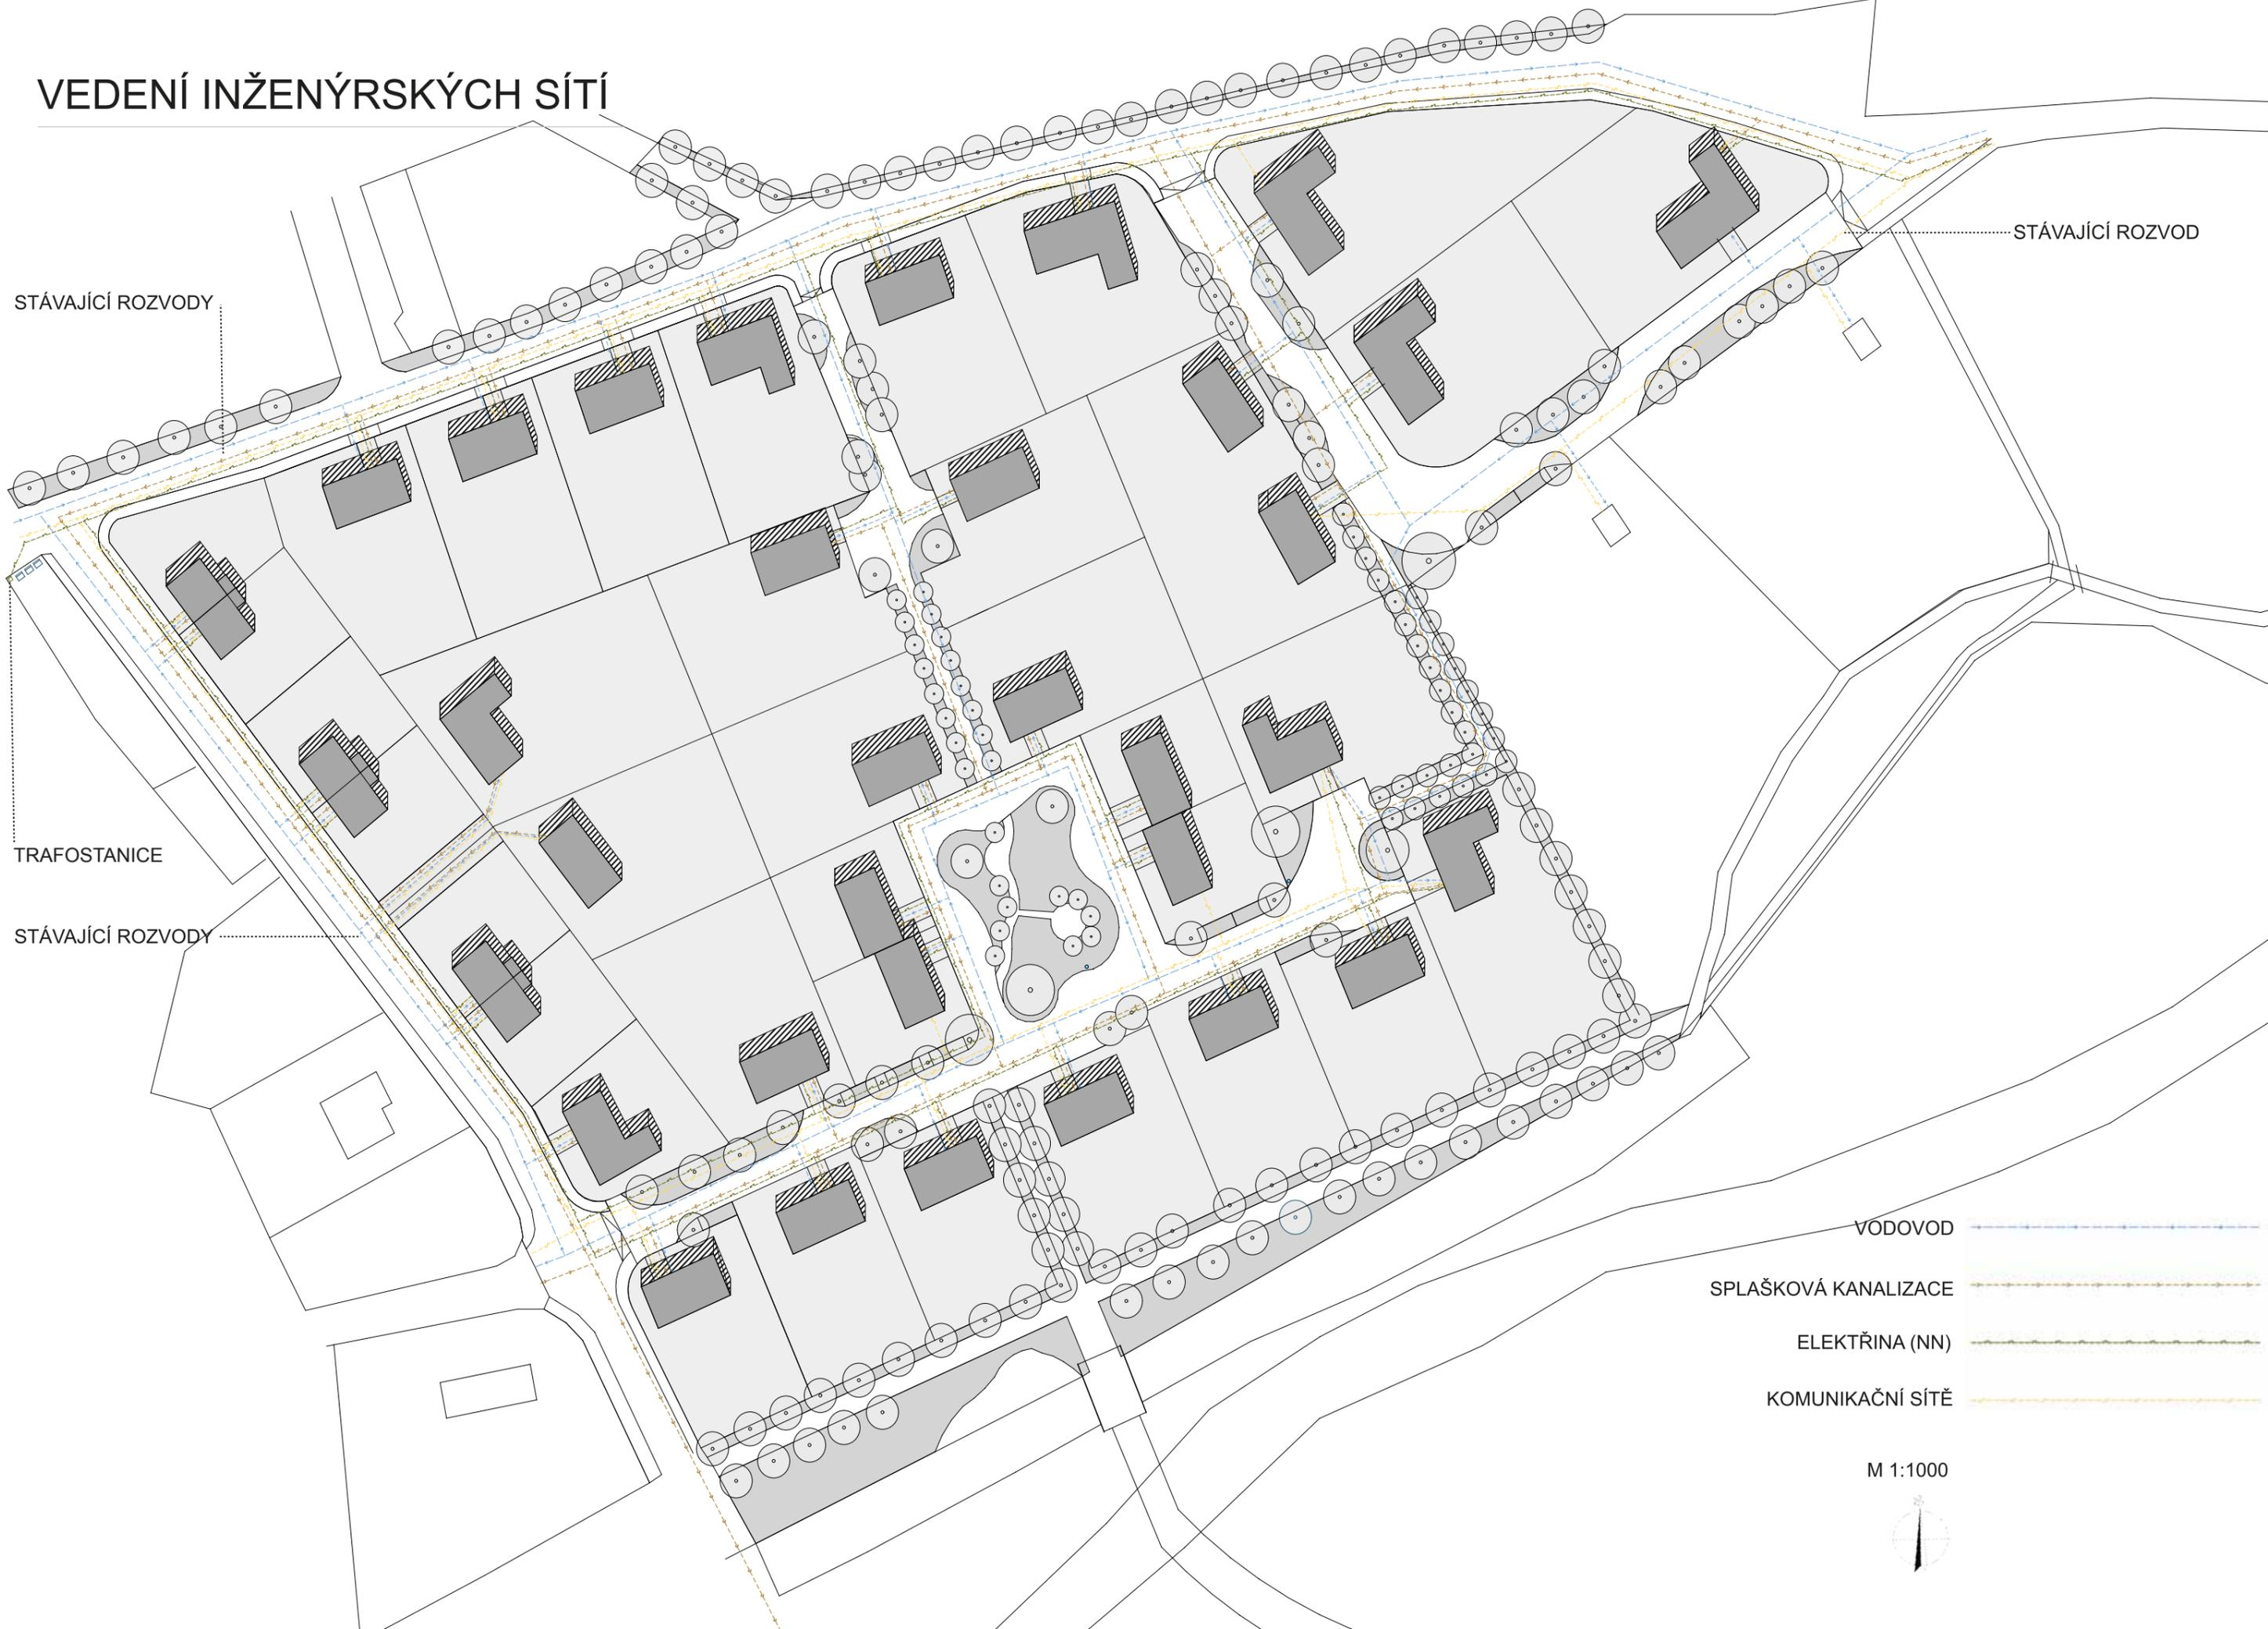 VEDENÍ INŽENÝRSKÝCH SÍTÍ
STÁVAJÍCÍ ROZVOD
STÁVAJÍCÍ ROZVODY
TRAFOSTANICE
STÁVAJÍCÍ ROZVODY
VODOVOD
SPLAŠKOVÁ KANALIZACE
ELEKTŘINA (NN)
KOMUNIKAČNÍ SÍTĚ
M 1:1000